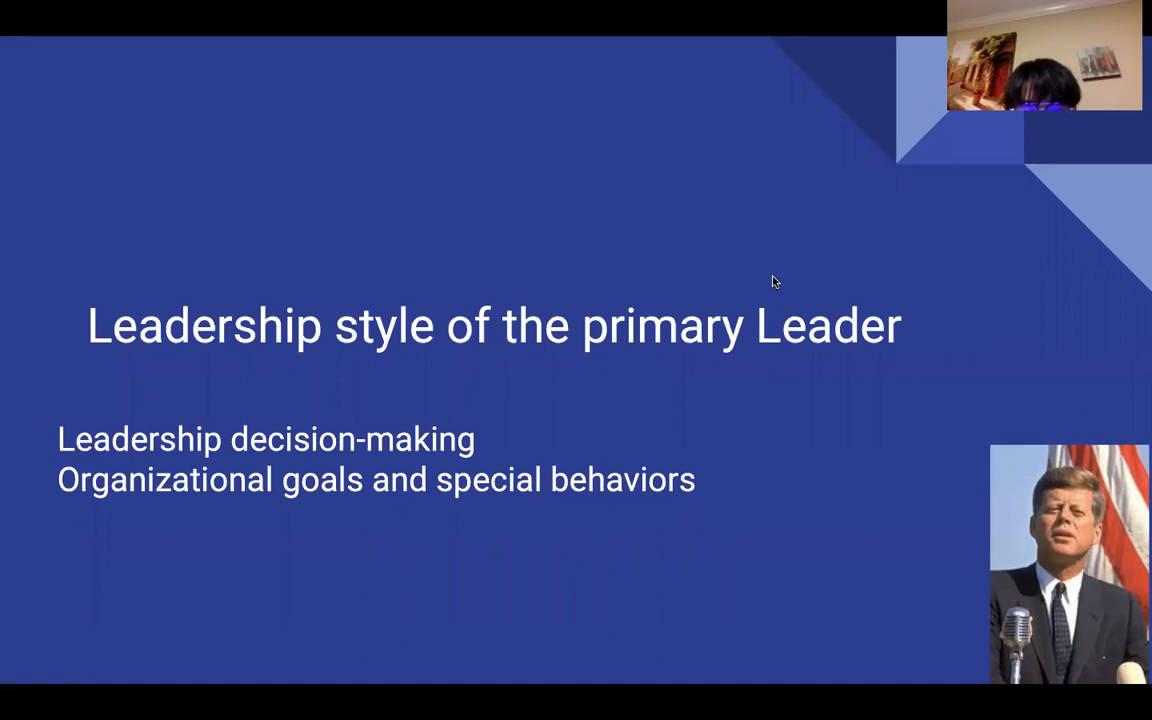 Leadership style of the primary Leader
Leadership decision-making
Organizational goals and special behaviors